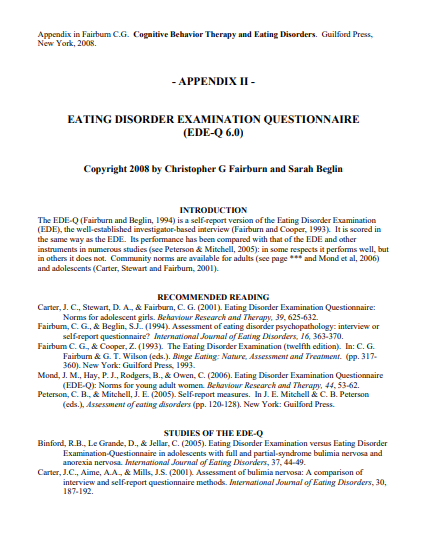 Appendix in Fairburn C.G. Cognitive Behavior Therapy and Eating Disorders. Guilford Press,
New York, 2008.
- APPENDIX II -
EATING DISORDER EXAMINATION QUESTIONNAIRE
(EDE-Q 6.0)
Copyright 2008 by Christopher G Fairburn and Sarah Beglin
INTRODUCTION
The EDE-Q (Fairburn and Beglin, 1994) is a self-report version of the Eating Disorder Examination
(EDE), the well-established investigator-based interview (Fairburn and Cooper, 1993). It is scored in
the same way as the EDE. Its performance has been compared with that of the EDE and other
instruments in numerous studies (see Peterson & Mitchell, 2005): in some respects it performs well, but
in others it does not. Community norms are available for adults (see page *** and Mond et al, 2006)
and adolescents (Carter, Stewart and Fairburn, 2001).
RECOMMENDED READING
Carter, J. C., Stewart, D. A., & Fairburn, C. G. (2001). Eating Disorder Examination Questionnaire:
Norms for adolescent girls. Behaviour Research and Therapy, 39, 625-632.
Fairburn, C. G., & Beglin, S.J.. (1994). Assessment of eating disorder psychopathology: interview or
self-report questionnaire? International Journal of Eating Disorders, 16, 363-370.
Fairburn C. G., & Cooper, Z. (1993). The Eating Disorder Examination (twelfth edition). In: C. G.
Fairburn & G. T. Wilson (eds.). Binge Eating: Nature, Assessment and Treatment. (pp. 317-
360). New York: Guilford Press, 1993.
Mond, J. M., Hay, P. J., Rodgers, B., & Owen, C. (2006). Eating Disorder Examination Questionnaire
(EDE-Q): Norms for young adult women. Behaviour Research and Therapy, 44, 53-62.
Peterson, C. B., & Mitchell, J. E. (2005). Self-report measures. In J. E. Mitchell & C. B. Peterson
(eds.), Assessment of eating disorders (pp. 120-128). New York: Guilford Press.
STUDIES OF THE EDE-Q
Binford, R.B., Le Grande, D., & Jellar, C. (2005). Eating Disorder Examination versus Eating Disorder
Examination-Questionnaire in adolescents with full and partial-syndrome bulimia nervosa and
anorexia nervosa. International Journal of Eating Disorders, 37, 44-49.
Carter, J.C., Aime, A.A., & Mills, J.S. (2001). Assessment of bulimia nervosa: A comparison of
interview and self-report questionnaire methods. International Journal of Eating Disorders, 30,
187-192.